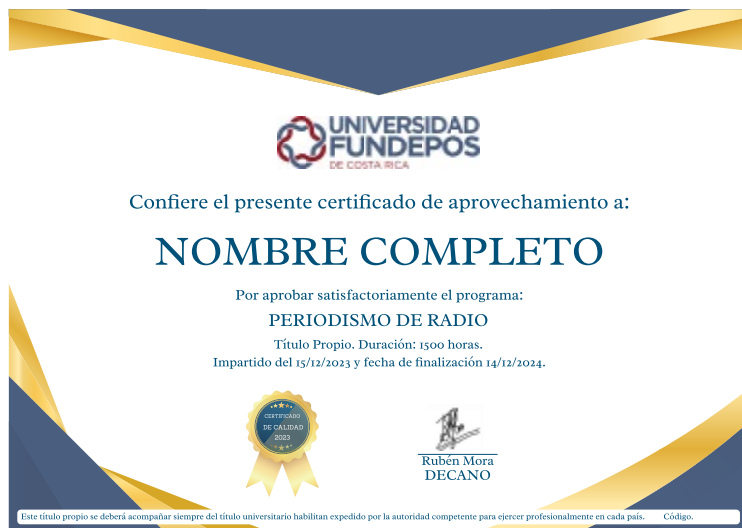 UNIVERSIDAD
FUNDEPOS
DE COSTA RICA
Confiere el presente certificado de aprovechamiento a:
NOMBRE COMPLETO
Por aprobar satisfactoriamente el programa:
PERIODISMO DE RADIO
Título Propio. Duración: 1500 horas.
Impartido del 15/12/2023 y fecha de finalización 14/12/2024.
CERTIFICADO
DE CALIDAD
2023
Rubén Mora
DECANO
Este título propio se deberá acompañar siempre del título universitario habilitan expedido por la autoridad competente para ejercer profesionalmente en cada país. Código.